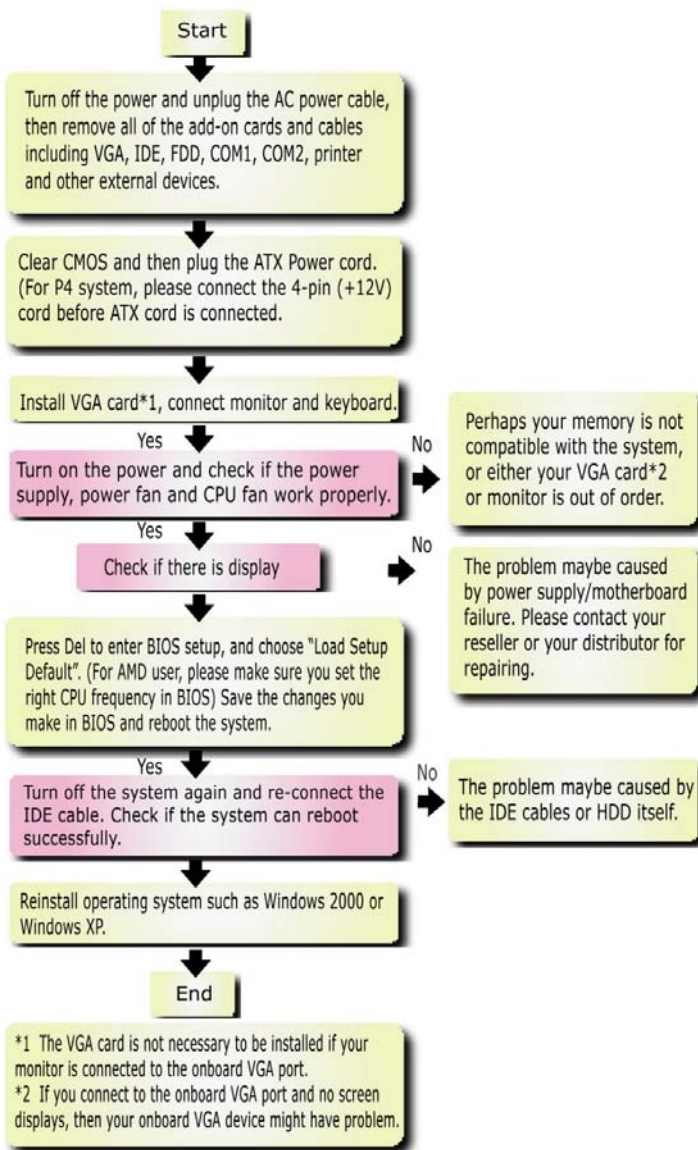 Start
Turn off the power and unplug the AC power cable,
then remove all of the add-on cards and cables
including VGA, IDE, FDD, COM1, COM2, printer
and other external devices.
Clear CMOS and then plug the ATX Power cord.
(For P4 system, please connect the 4-pin (+12V)
cord before ATX cord is connected.
Install VGA card*1, connect monitor and keyboard.
Yes
Turn on the power and check if the power
supply, power fan and CPU fan work properly.
No
Perhaps your memory is not
compatible with the system,
or either your VGA card*2
or monitor is out of order.
Yes
Check if there is display
No
The problem maybe caused
by power supply/motherboard
failure. Please contact your
reseller or your distributor for
repairing.
Press Del to enter BIOS setup, and choose “Load Setup
Default”. (For AMD user, please make sure you set the
right CPU frequency in BIOS) Save the changes you
make in BIOS and reboot the system.
Yes
Turn off the system again and re-connect the
IDE cable. Check if the system can reboot
successfully.
No
The problem maybe caused by
the IDE cables or HDD itself.
Reinstall operating system such as Windows 2000 or
Windows XP.
End
*1 The VGA card is not necessary to be installed if your
monitor is connected to the onboard VGA port.
*2 If you connect to the onboard VGA port and no screen
displays, then your onboard VGA device might have problem.